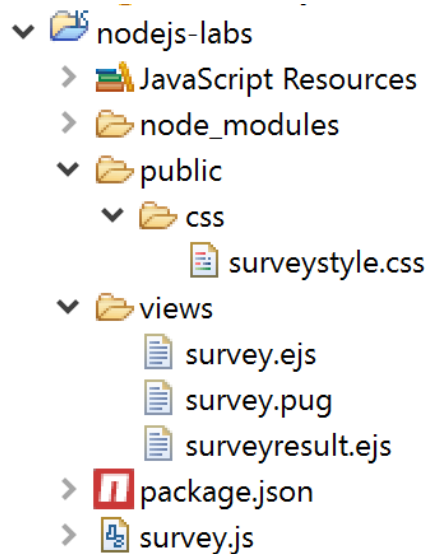 nodejs-labs
JavaScript Resources
node_modules
public
css
surveystyle.css
views
survey.ejs
survey.pug
surveyresult.ejs
package.json
survey.js